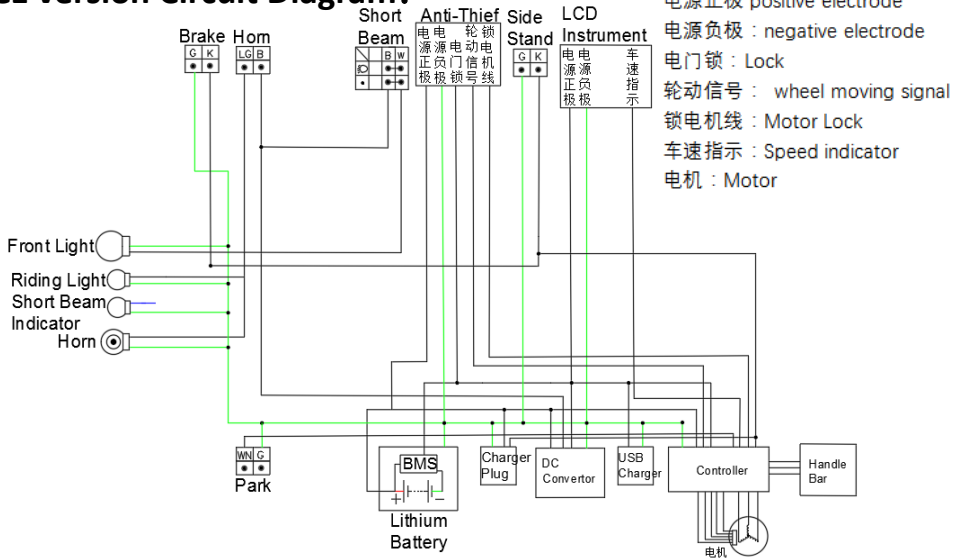 Version Circuit Diagram:
电源正极 positive electrode
电源负极：negative electrode
电门锁：Lock
轮动信号： wheel moving signal
锁电机线：Motor Lock
车速指示：Speed indicator
电机：Motor
Brake
G K
Horn
LG B
Short
Beam
B W
Anti-Thief
电源正极
电源负极
电门锁
轮动信号
锁电机线
Side
Stand
G K
LCD
Instrument
电源正极
电源负极
车速指示
Front Light
Riding Light
Short Beam
Indicator
Horn
WN G
Park
BMS
+ −
Lithium
Battery
Charger
Plug
DC
Convertor
USB
Charger
Controller
Handle
Bar
电机